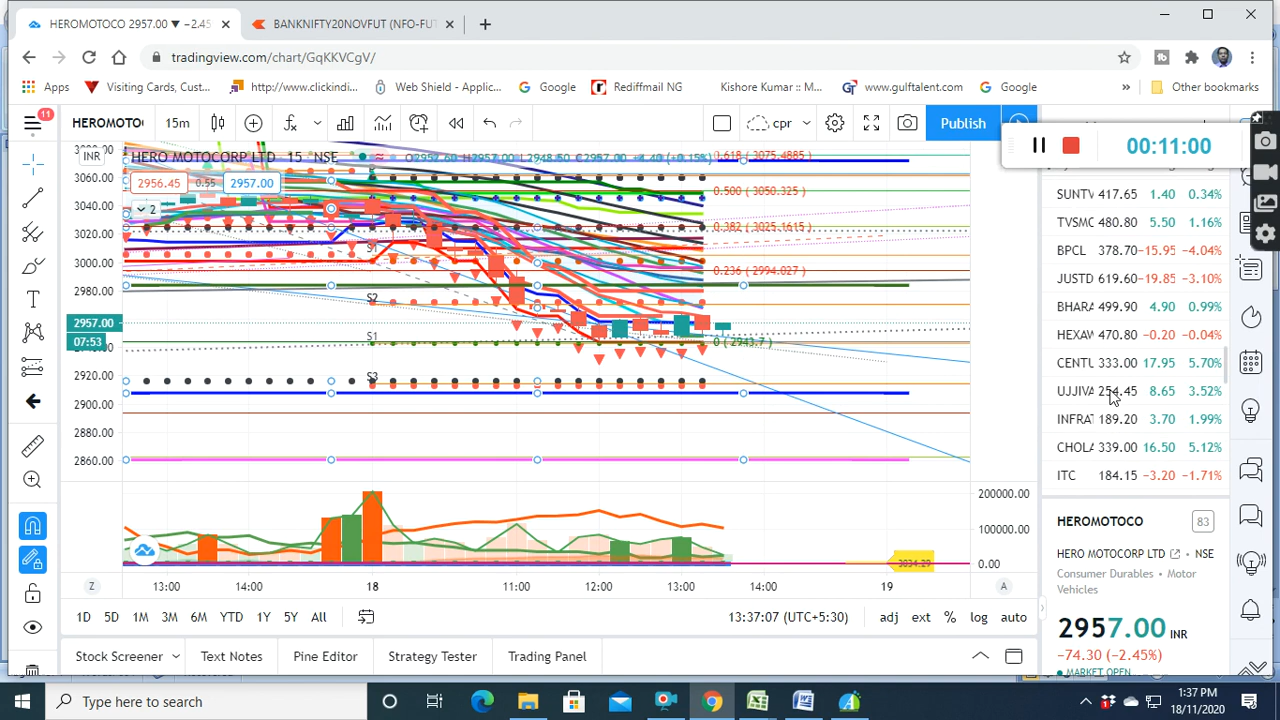 HEROMOTOCO 2957.00 ▼ −2.45
BANKNIFTY20NOVFUT (NFO-FUT
tradingview.com/chart/GqKKVCgV/
Apps
Visiting Cards, Cust...
http://www.clickindi...
Web Shield - Applic...
Google
Rediffmail NG
Kishore Kumar :: M...
www.gulftalent.com
Google
»
Other bookmarks
11
HEROMOTO
15m
cpr
Publish
00:11:00
INR
HERO MOTOCORP LTD · 15 · NSE
2956.45
0.55
2957.00
2
0.618 ( 3075.4885)
0.500 ( 3050.325)
0.382 ( 3025.1615)
0.236 ( 2994.027)
0 ( 2943.7)
3060.00
3040.00
3020.00
3000.00
2980.00
2957.00
07:53
2920.00
2900.00
2880.00
2860.00
S1
S2
S1
S3
200000.00
100000.00
0.00
3034.29
Z
13:00
14:00
18
11:00
12:00
13:00
14:00
19
A
1D
5D
1M
3M
6M
YTD
1Y
5Y
All
13:37:07 (UTC+5:30)
adj
ext
%
log
auto
Stock Screener
Text Notes
Pine Editor
Strategy Tester
Trading Panel
SUNTV 417.65 1.40 0.34%
TVSMC 480.80 5.50 1.16%
BPCL 378.70 −15.95 −4.04%
JUSTD 619.60 −19.85 −3.10%
BHARA 499.90 4.90 0.99%
HEXAW 470.80 −0.20 −0.04%
CENTU 333.00 17.95 5.70%
UJJIVA 254.45 8.65 3.52%
INFRAT 189.20 3.70 1.99%
CHOLA 339.00 16.50 5.12%
ITC 184.15 −3.20 −1.71%
HEROMOTOCO
83
HERO MOTOCORP LTD • NSE
Consumer Durables • Motor
Vehicles
2957.00 INR
−74.30 (−2.45%)
MARKET OPEN
Type here to search
1:37 PM
18/11/2020